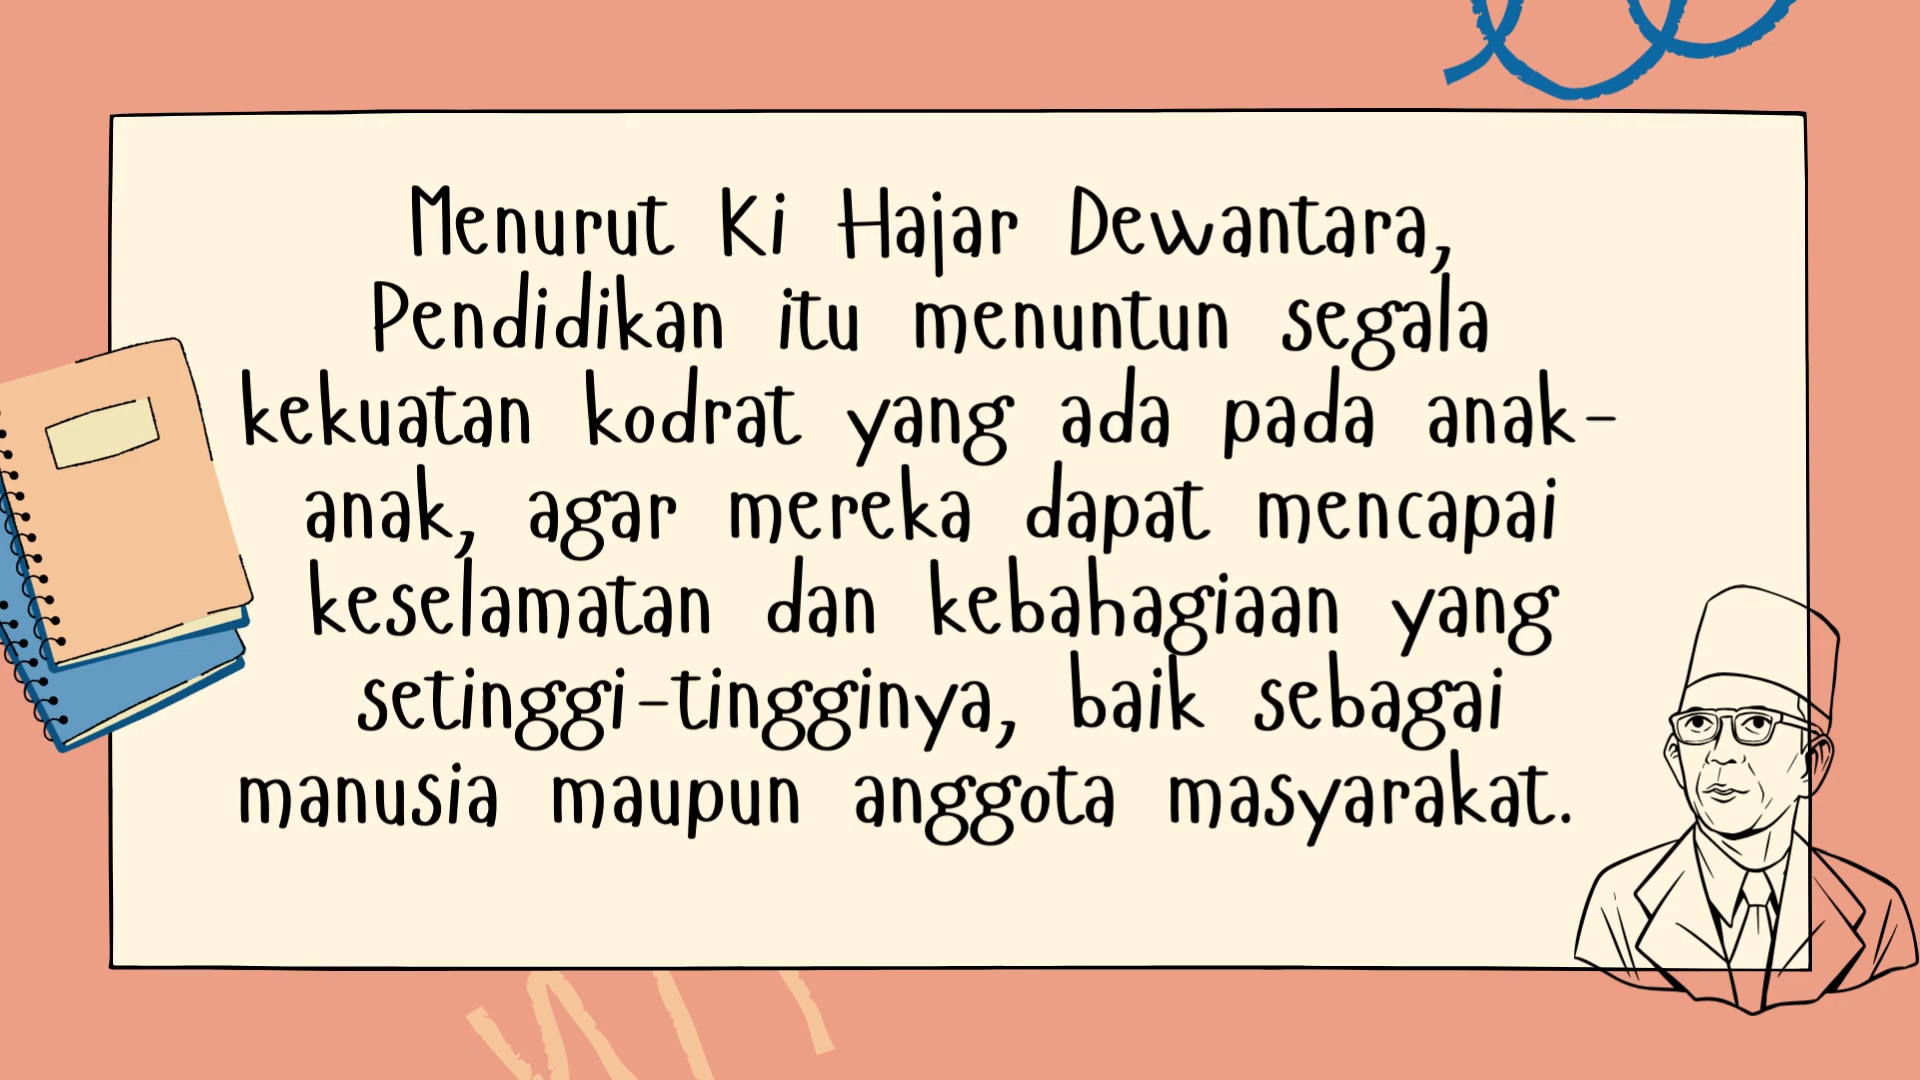 Menurut Ki Hajar Dewantara,
Pendidikan itu menuntun segala
kekuatan kodrat yang ada pada anak-
anak, agar mereka dapat mencapai
keselamatan dan kebahagiaan yang
setinggi-tingginya, baik sebagai
manusia maupun anggota masyarakat.